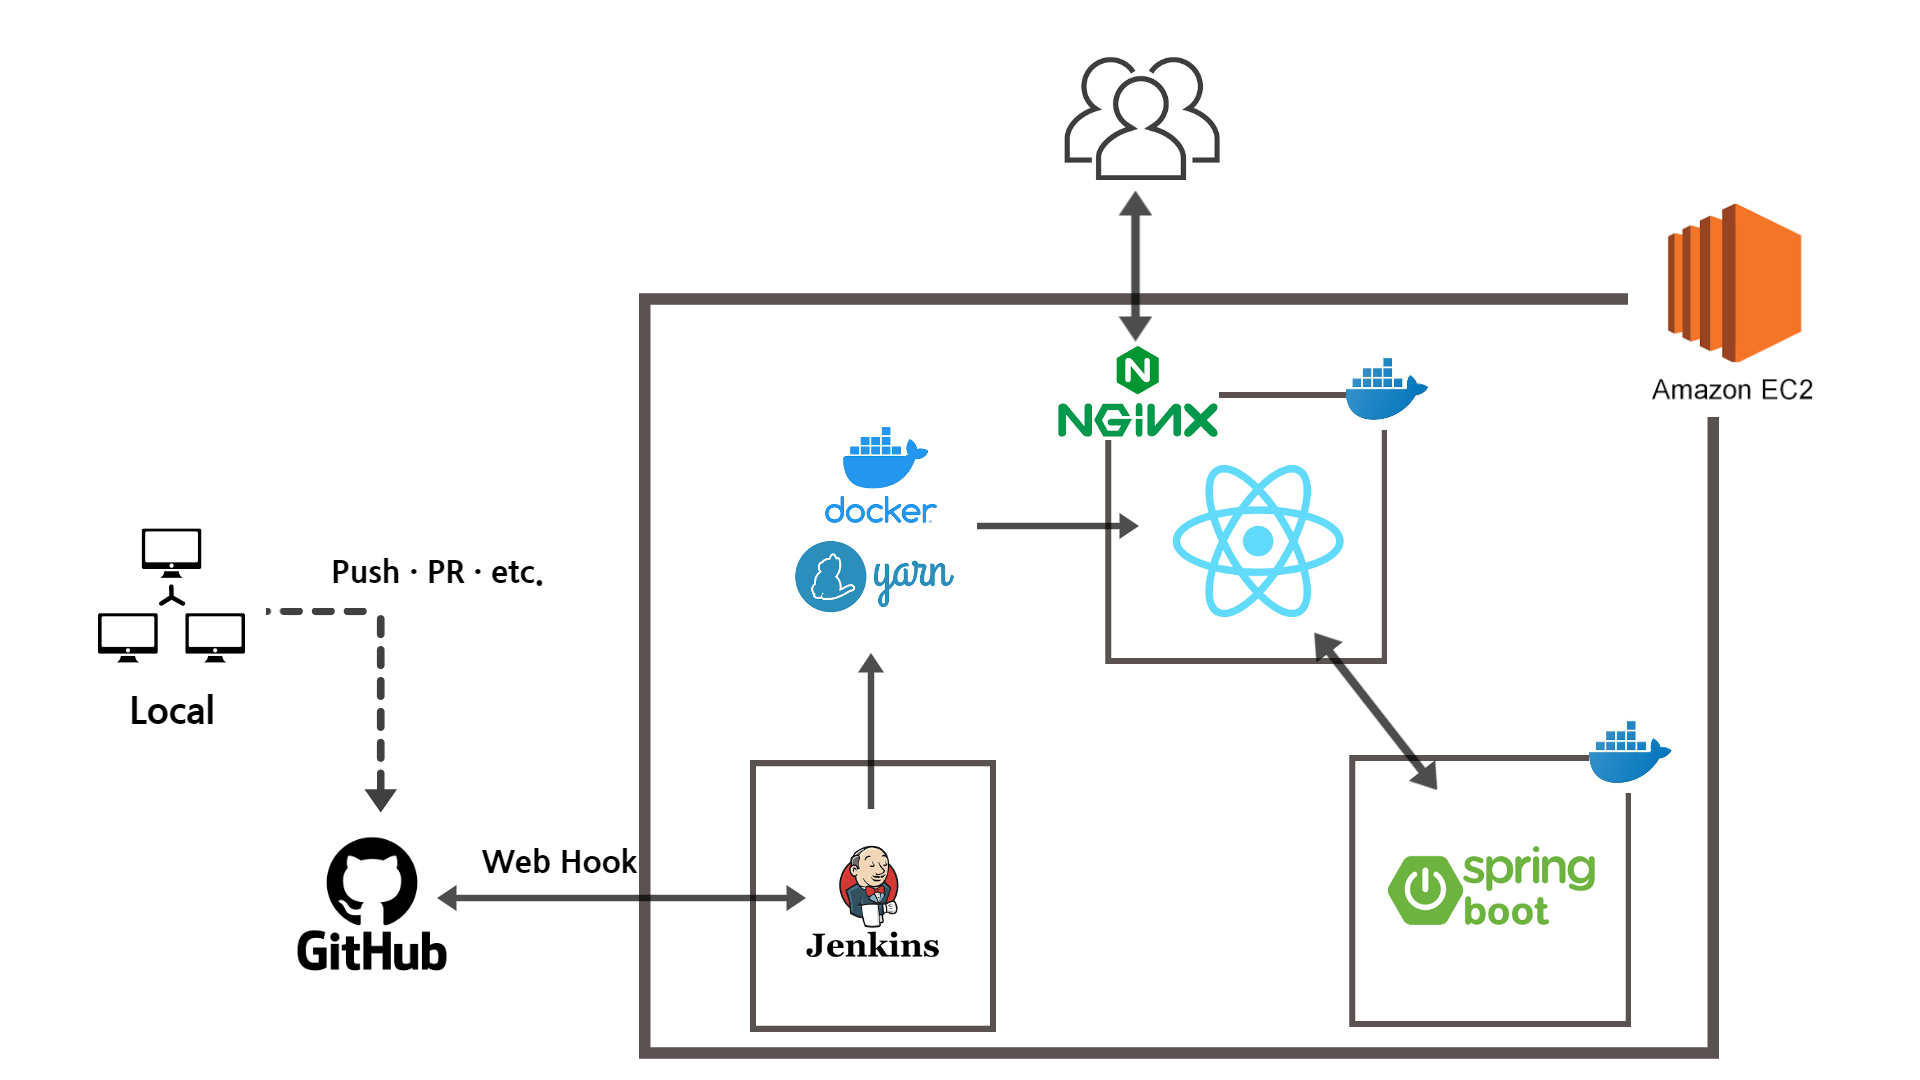 Amazon EC2
N
NGINX
docker
yarn
Push · PR · etc.
Local
Web Hook
GitHub
Jenkins
spring
boot